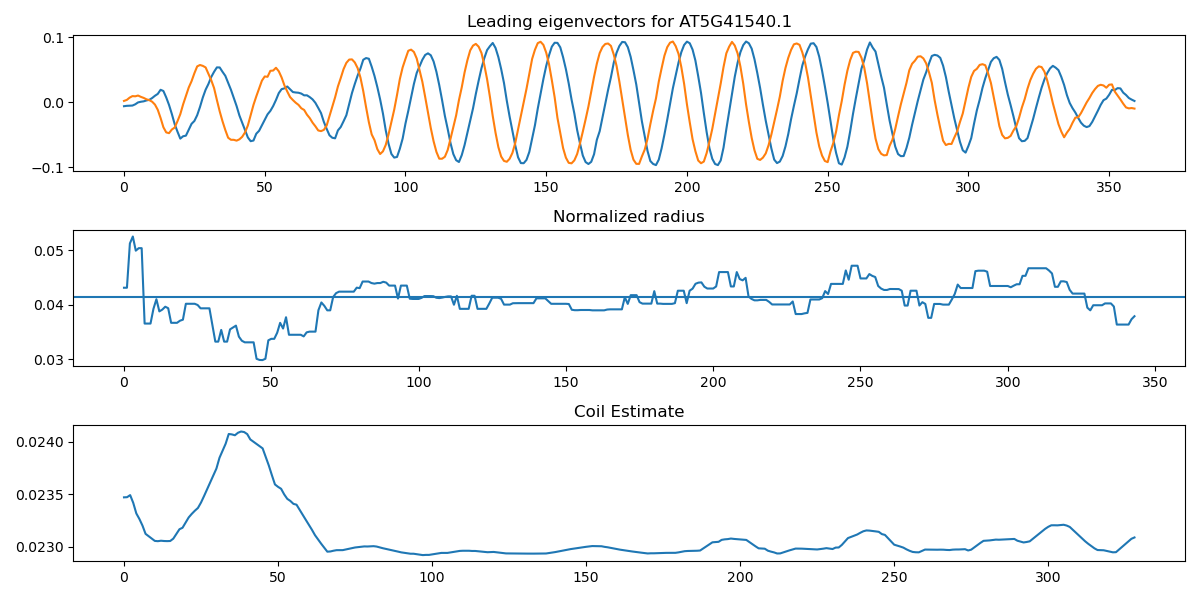 Leading eigenvectors for AT5G41540.1
0.1
0.0
−0.1
0 50 100 150 200 250 300 350
Normalized radius
0.05
0.04
0.03
0 50 100 150 200 250 300 350
Coil Estimate
0.0240
0.0235
0.0230
0 50 100 150 200 250 300